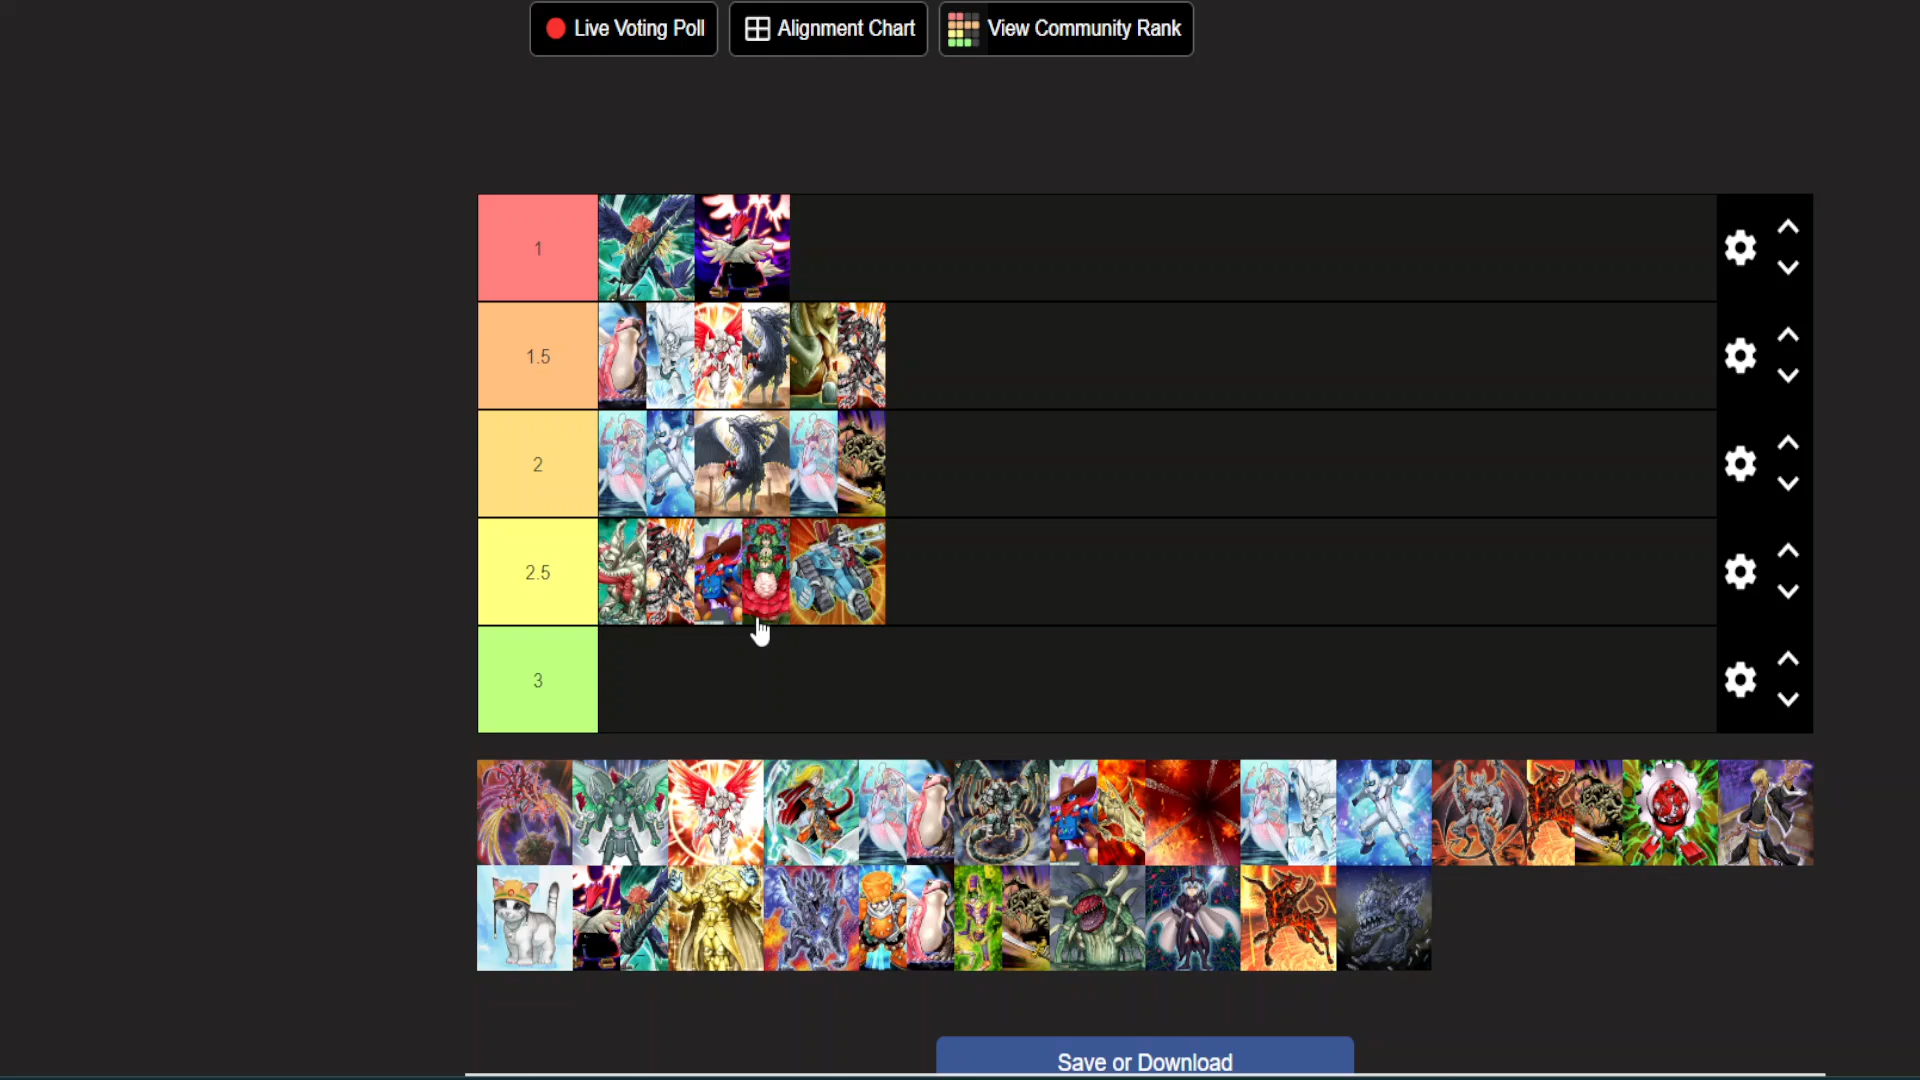 Live Voting Poll
Alignment Chart
View Community Rank
1
1.5
2
2.5
3
Save or Download